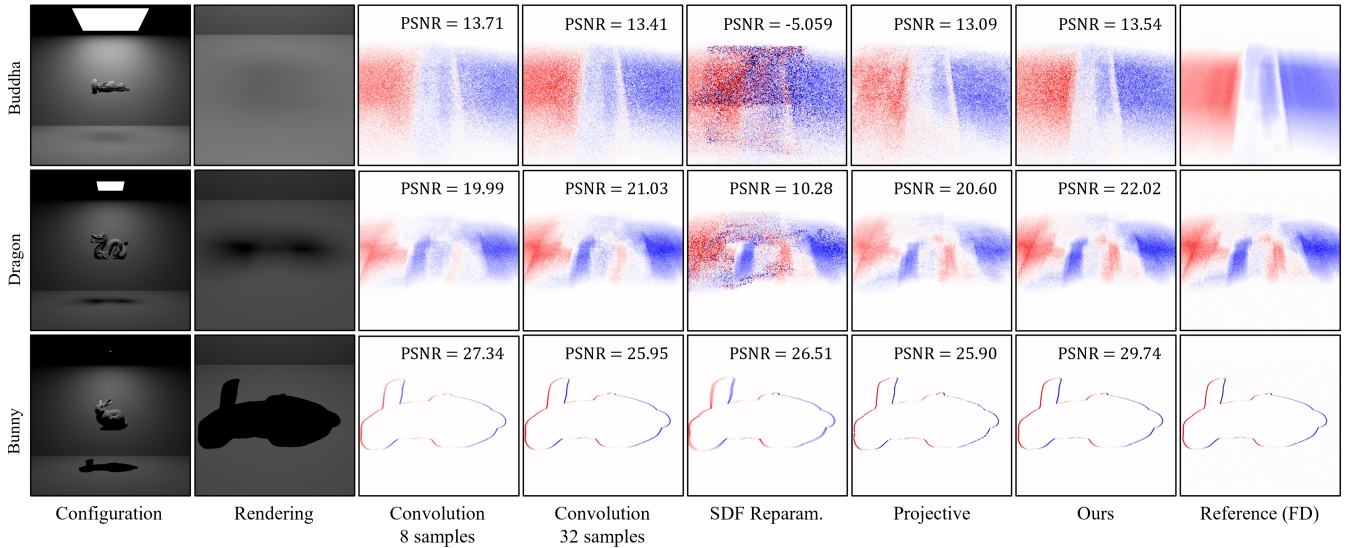 Buddha
PSNR = 13.71
PSNR = 13.41
PSNR = -5.059
PSNR = 13.09
PSNR = 13.54
Dragon
PSNR = 19.99
PSNR = 21.03
PSNR = 10.28
PSNR = 20.60
PSNR = 22.02
Bunny
PSNR = 27.34
PSNR = 25.95
PSNR = 26.51
PSNR = 25.90
PSNR = 29.74
Configuration
Rendering
Convolution
8 samples
Convolution
32 samples
SDF Reparam.
Projective
Ours
Reference (FD)